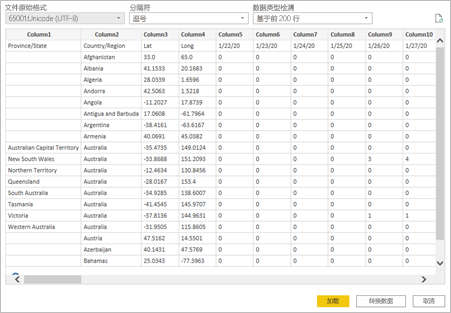 文件原始格式 分隔符 数据类型检测
65001:Unicode (UTF-8) 逗号 基于前 200 行
Column1 Column2 Column3 Column4 Column5 Column6 Column7 Column8 Column9 Column10
Province/State Country/Region Lat Long 1/22/20 1/23/20 1/24/20 1/25/20 1/26/20 1/27/20
Afghanistan 33.0 65.0 0 0 0 0 0 0
Albania 41.1533 20.1683 0 0 0 0 0 0
Algeria 28.0339 1.6596 0 0 0 0 0 0
Andorra 42.5063 1.5218 0 0 0 0 0 0
Angola -11.2027 17.8739 0 0 0 0 0 0
Antigua and Barbuda 17.0608 -61.7964 0 0 0 0 0 0
Argentina -38.4161 -63.6167 0 0 0 0 0 0
Armenia 40.0691 45.0382 0 0 0 0 0 0
Australian Capital Territory Australia -35.4735 149.0124 0 0 0 0 0 0
New South Wales Australia -33.8688 151.2093 0 0 0 0 3 4
Northern Territory Australia -12.4634 130.8456 0 0 0 0 0 0
Queensland Australia -28.0167 153.4 0 0 0 0 0 0
South Australia Australia -34.9285 138.6007 0 0 0 0 0 0
Tasmania Australia -41.4545 145.9707 0 0 0 0 0 0
Victoria Australia -37.8136 144.9631 0 0 0 0 1 1
Western Australia Australia -31.9505 115.8605 0 0 0 0 0 0
Austria 47.5162 14.5501 0 0 0 0 0 0
Azerbaijan 40.1431 47.5769 0 0 0 0 0 0
Bahamas 25.0343 -77.3963 0 0 0 0 0 0
加载 转换数据 取消